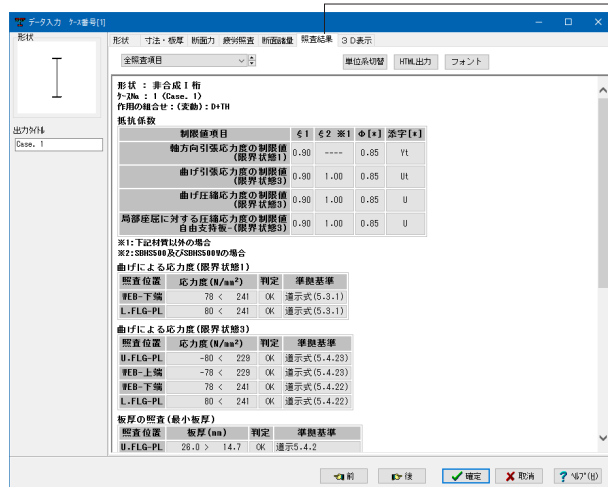 データ入力 ケース番号[1]
形状
出力タイトル
Case. 1
形状 寸法・板厚 断面力 疲労照査 断面諸量 照査結果 3D表示
全照査項目
単位系切替 HTML出力 フォント
形状 : 非合成I桁
ケースNo : 1 (Case. 1)
作用の組合せ:(変動):D+TH
抵抗係数
制限値項目 ξ1 ξ2 ※1 Φ[*] 添字[*]
軸方向引張応力度の制限値
(限界状態1) 0.90 ---- 0.85 Yt
曲げ引張応力度の制限値
(限界状態3) 0.90 1.00 0.85 Ut
曲げ圧縮応力度の制限値
(限界状態3) 0.90 1.00 0.85 U
局部座屈に対する圧縮応力度の制限値
自由支持板-(限界状態3) 0.90 1.00 0.85 U
※1:下記材質以外の場合
※2:SBHS500及びSBHS500Wの場合
曲げによる応力度(限界状態1)
照査位置 応力度(N/mm²) 判定 準拠基準
WEB-下端 78 < 241 OK 道示式(5.3.1)
L.FLG-PL 80 < 241 OK 道示式(5.3.1)
曲げによる応力度(限界状態3)
照査位置 応力度(N/mm²) 判定 準拠基準
U.FLG-PL -80 < 229 OK 道示式(5.4.23)
WEB-上端 -78 < 229 OK 道示式(5.4.23)
WEB-下端 78 < 241 OK 道示式(5.4.22)
L.FLG-PL 80 < 241 OK 道示式(5.4.22)
板厚の照査(最小板厚)
照査位置 板厚(mm) 判定 準拠基準
U.FLG-PL 26.0 > 14.7 OK 道示5.4.2
前 後 確定 取消 ヘルプ(H)